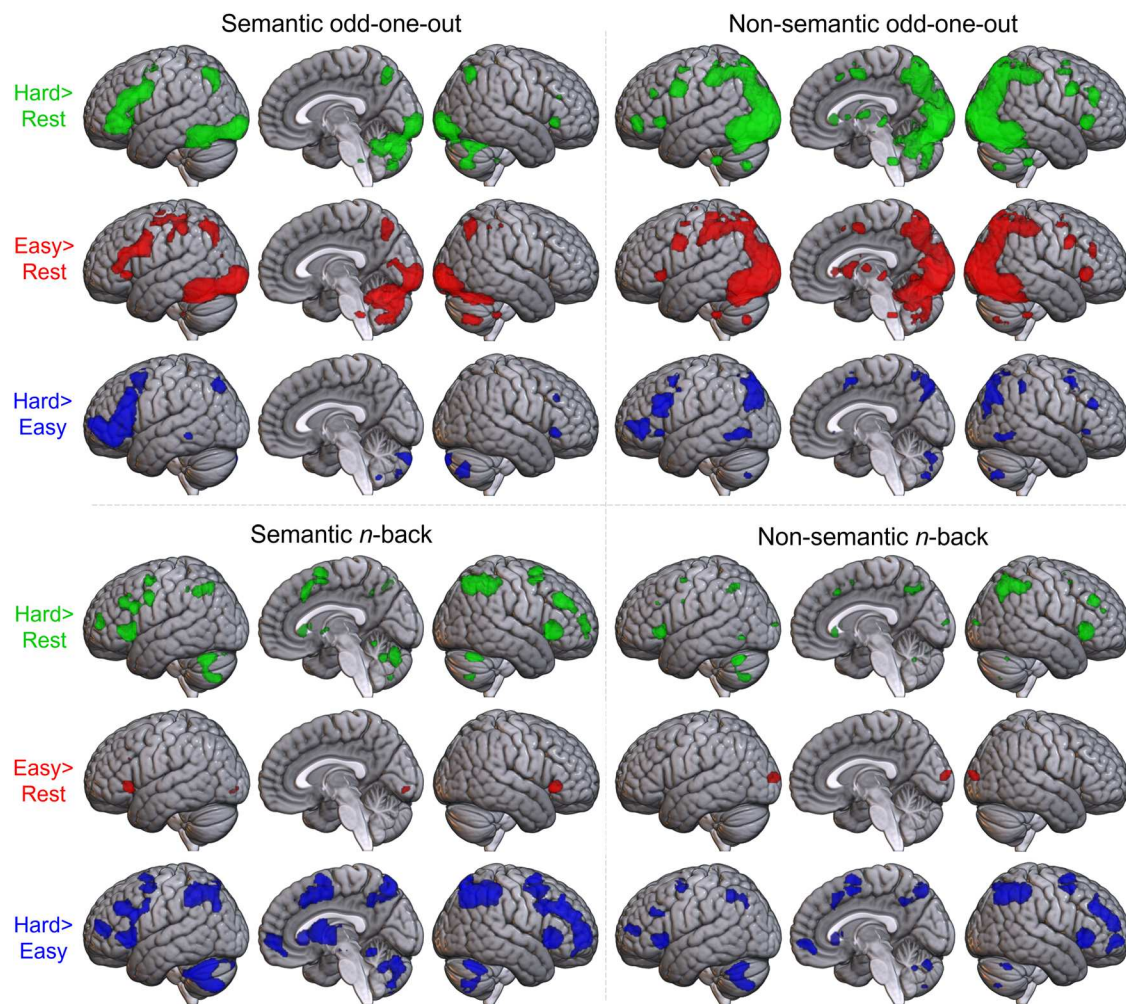 Semantic odd-one-out
Non-semantic odd-one-out
Hard>
Rest
Easy>
Rest
Hard>
Easy
Semantic n-back
Non-semantic n-back
Hard>
Rest
Easy>
Rest
Hard>
Easy